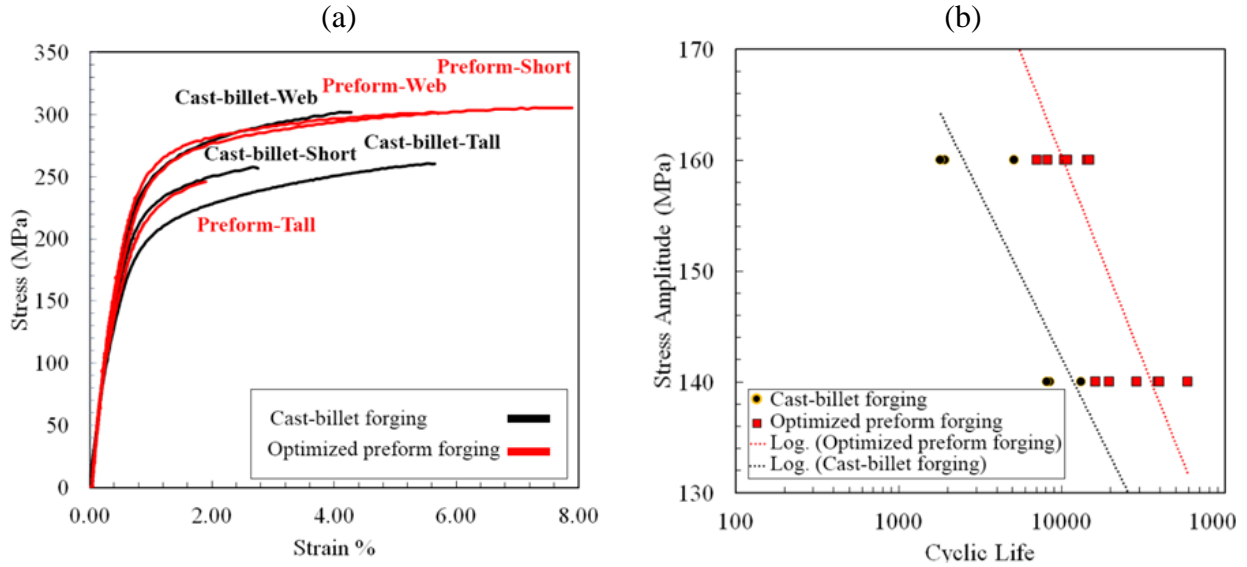 (a)
350
300
250
200
150
100
50
0
Stress (MPa)
0.00
2.00
4.00
6.00
8.00
Strain %
Preform-Short
Preform-Web
Cast-billet-Web
Cast-billet-Tall
Cast-billet-Short
Preform-Tall
Cast-billet forging
Optimized preform forging
(b)
170
160
150
140
130
Stress Amplitude (MPa)
100
1000
10000
1000
Cyclic Life
Cast-billet forging
Optimized preform forging
Log. (Optimized preform forging)
Log. (Cast-billet forging)